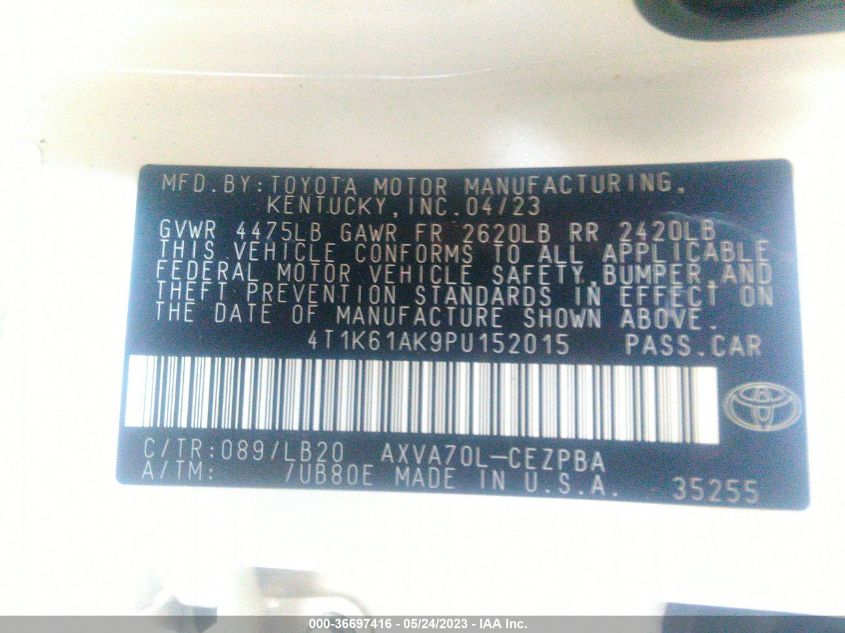 MFD.BY:TOYOTA MOTOR MANUFACTURING,
KENTUCKY,INC.04/23
GVWR 4475LB GAWR FR 2620LB RR 2420LB
THIS VEHICLE CONFORMS TO ALL APPLICABLE
FEDERAL MOTOR VEHICLE SAFETY,BUMPER,AND
THEFT PREVENTION STANDARDS IN EFFECT ON
THE DATE OF MANUFACTURE SHOWN ABOVE.
4T1K61AK9PU152015 PASS.CAR
C/TR:089/LB20 AXVA70L-CEZPBA
A/TM: /UB80E MADE IN U.S.A. 35255
000-36697416 - 05/24/2023 - IAA Inc.